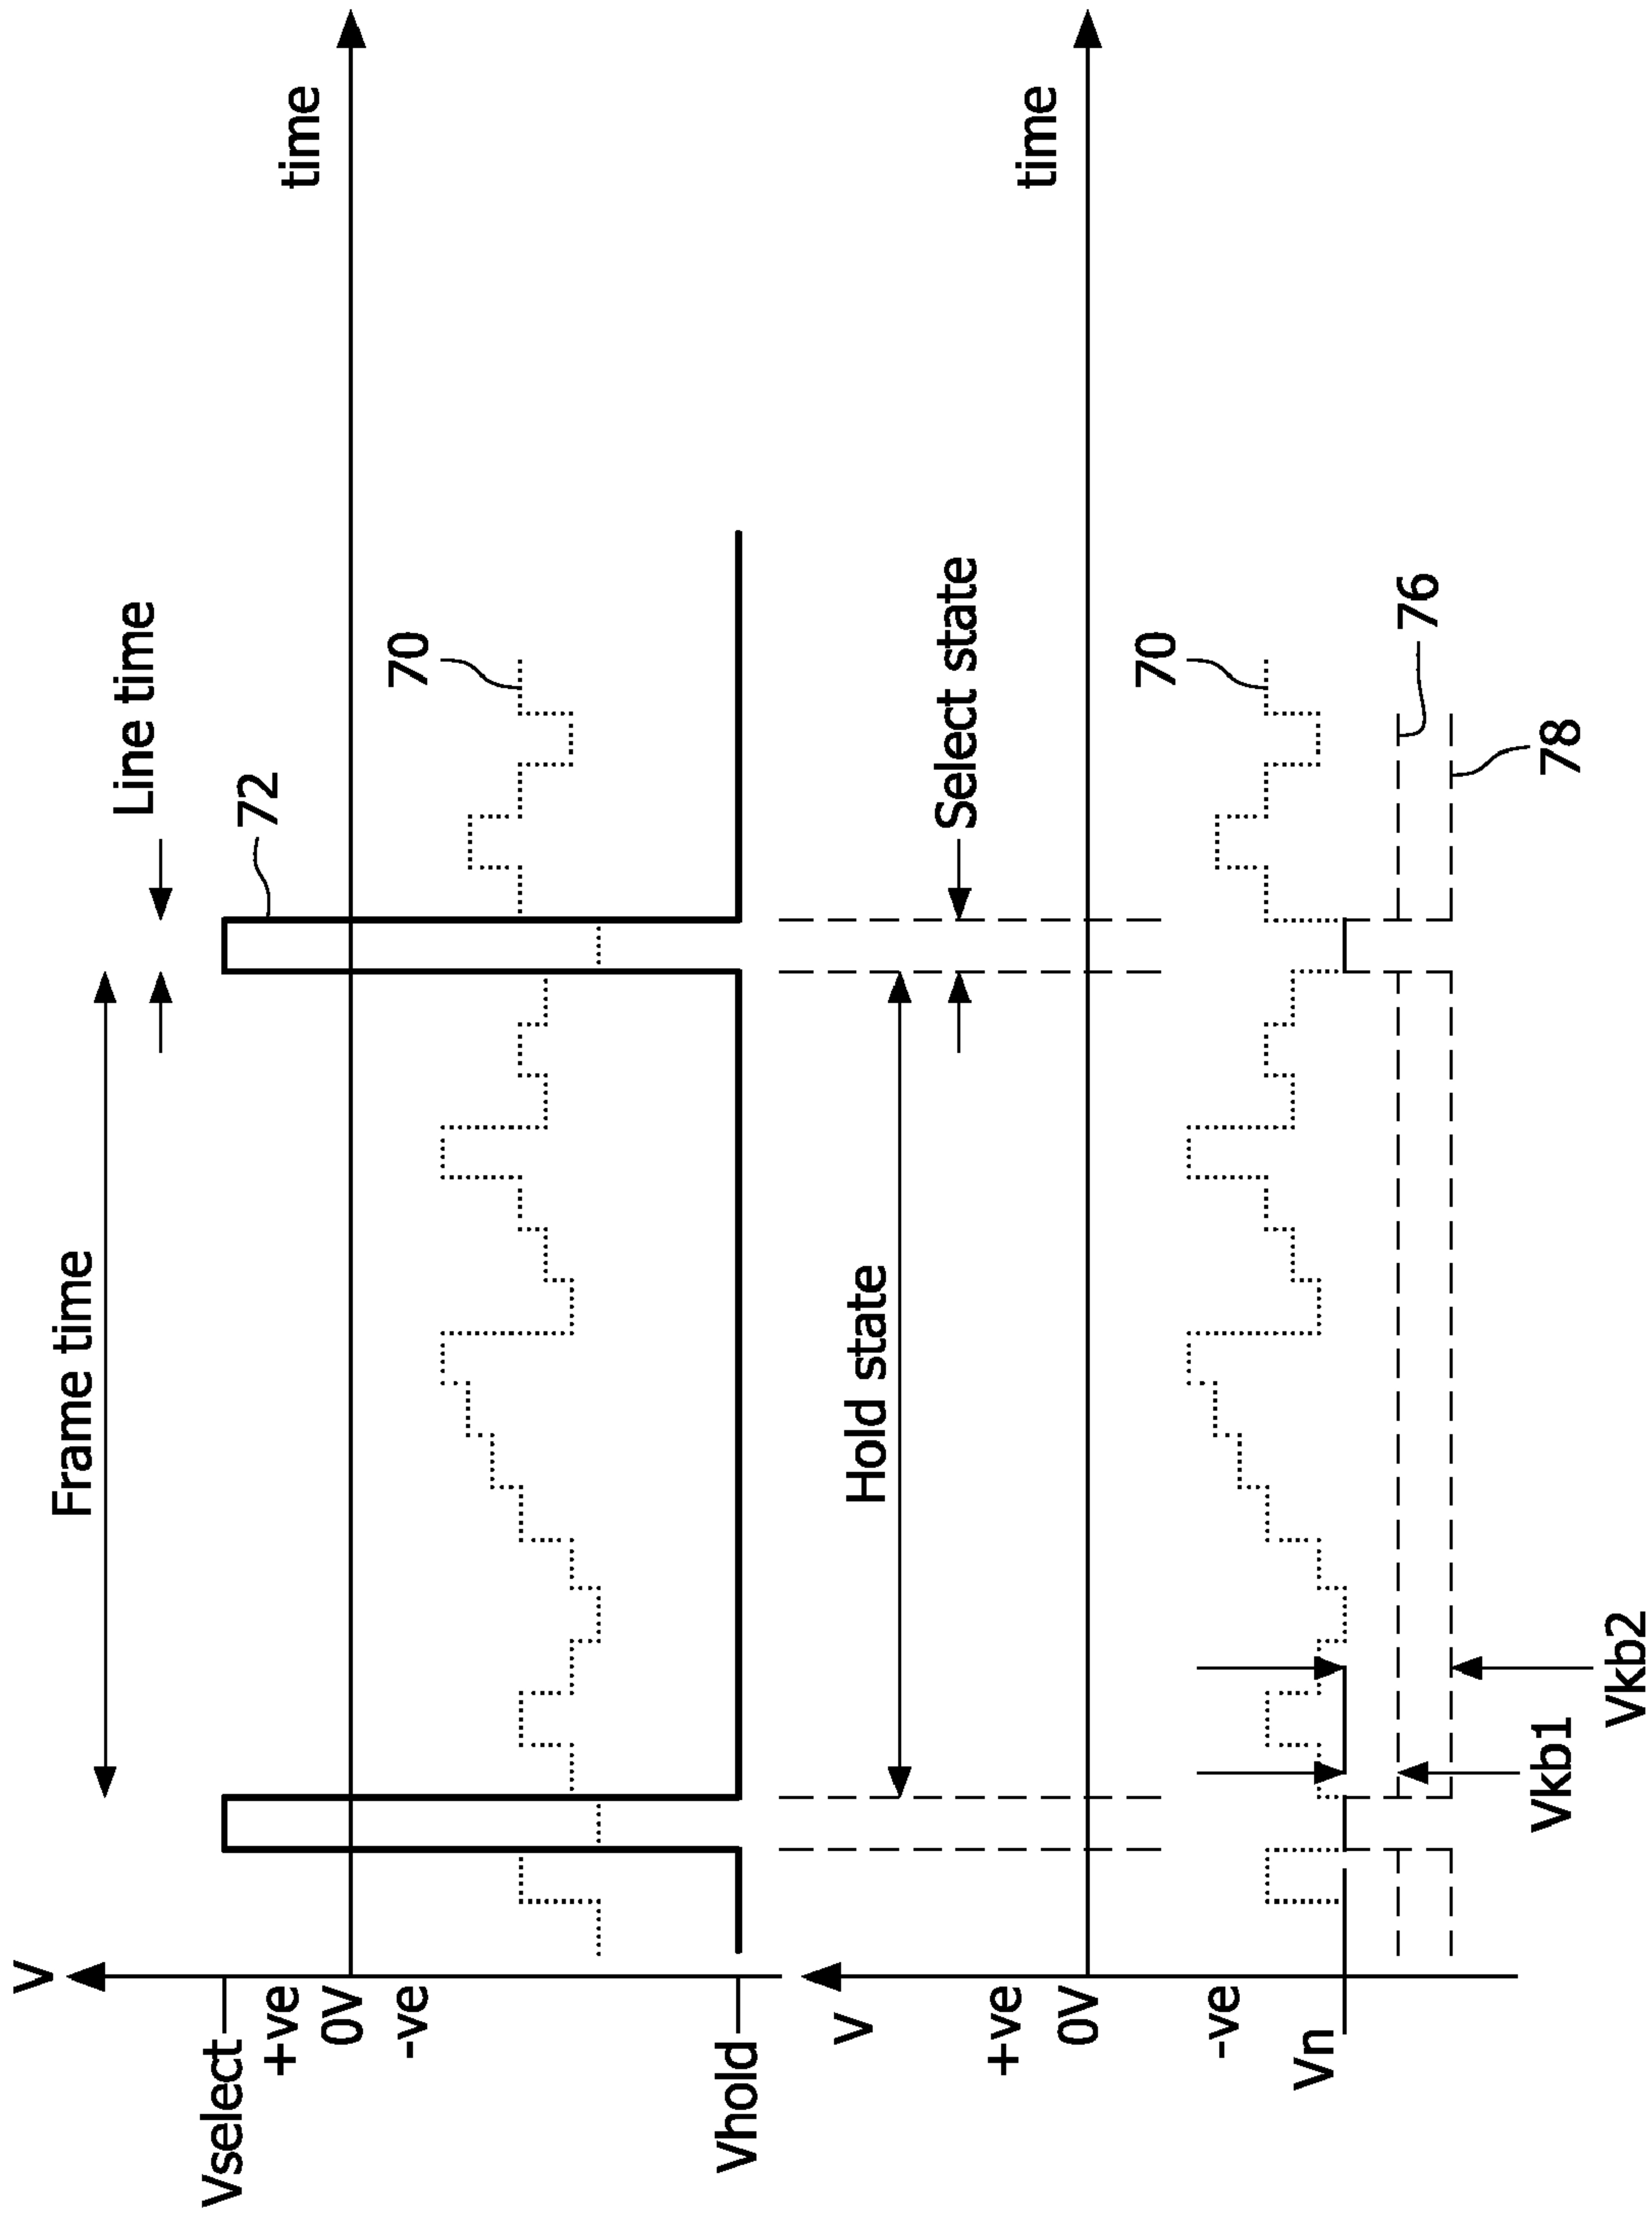 Frame time
Line time
72
V
Vselect
+ve
0V
-ve
Vhold
70
time
Hold state
Select state
V
+ve
0V
-ve
Vn
70
time
76
78
Vkb1
Vkb2